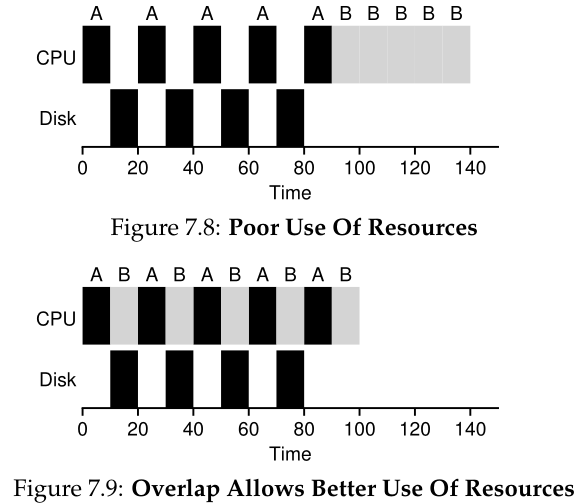 A A A A A B B B B B
CPU
Disk
0 20 40 60 80 100 120 140
Time
Figure 7.8: Poor Use Of Resources
A B A B A B A B A B
CPU
Disk
0 20 40 60 80 100 120 140
Time
Figure 7.9: Overlap Allows Better Use Of Resources